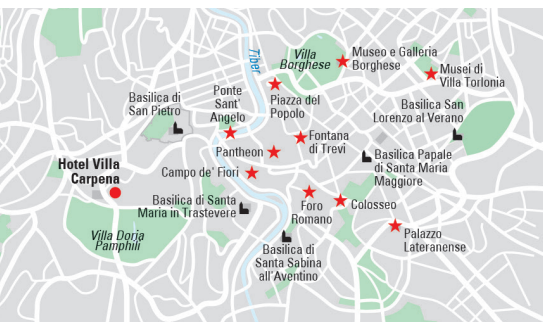 Tiber
Villa
Borghese
Museo e Galleria
Borghese
Musei di
Villa Torlonia
Basilica di
San Pietro
Ponte
Sant'
Angelo
Piazza del
Popolo
Basilica San
Lorenzo al Verano
Fontana
di Trevi
Pantheon
Basilica Papale
di Santa Maria
Maggiore
Hotel Villa
Carpena
Campo de' Fiori
Basilica di Santa
Maria in Trastevere
Foro
Romano
Colosseo
Villa Doria
Pamphili
Palazzo
Lateranense
Basilica di
Santa Sabina
all'Aventino